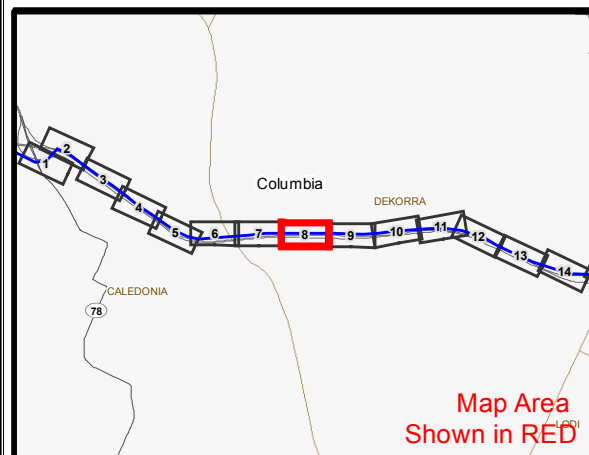 1
2
3
4
5
6
7
8
9
10
11
12
13
14
Columbia
DEKORRA
CALEDONIA
78
LODI
Map Area
Shown in RED